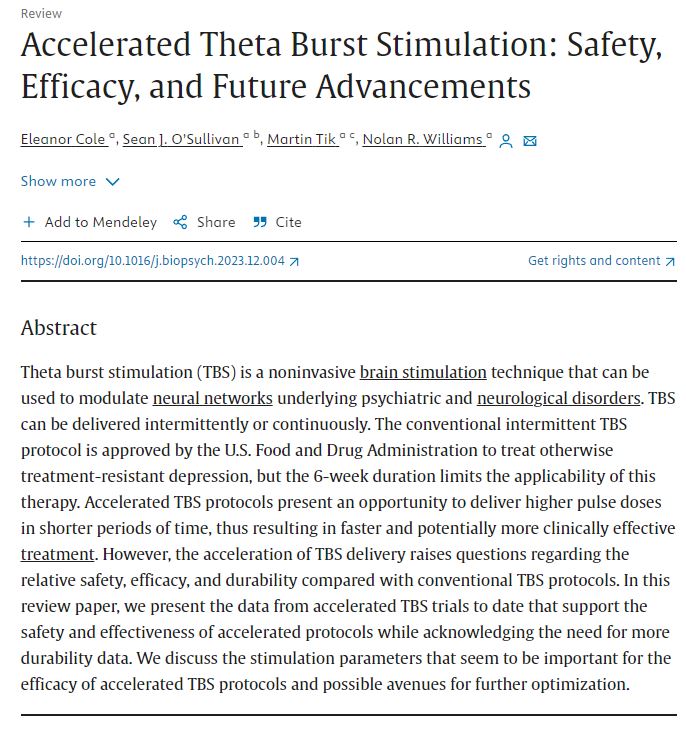 Review
Accelerated Theta Burst Stimulation: Safety,
Efficacy, and Future Advancements
Eleanor Cole a, Sean J. O'Sullivan a b, Martin Tik a c, Nolan R. Williams a
Show more
Add to Mendeley Share Cite
https://doi.org/10.1016/j.biopsych.2023.12.004 Get rights and content
Abstract
Theta burst stimulation (TBS) is a noninvasive brain stimulation technique that can be
used to modulate neural networks underlying psychiatric and neurological disorders. TBS
can be delivered intermittently or continuously. The conventional intermittent TBS
protocol is approved by the U.S. Food and Drug Administration to treat otherwise
treatment-resistant depression, but the 6-week duration limits the applicability of this
therapy. Accelerated TBS protocols present an opportunity to deliver higher pulse doses
in shorter periods of time, thus resulting in faster and potentially more clinically effective
treatment. However, the acceleration of TBS delivery raises questions regarding the
relative safety, efficacy, and durability compared with conventional TBS protocols. In this
review paper, we present the data from accelerated TBS trials to date that support the
safety and effectiveness of accelerated protocols while acknowledging the need for more
durability data. We discuss the stimulation parameters that seem to be important for the
efficacy of accelerated TBS protocols and possible avenues for further optimization.